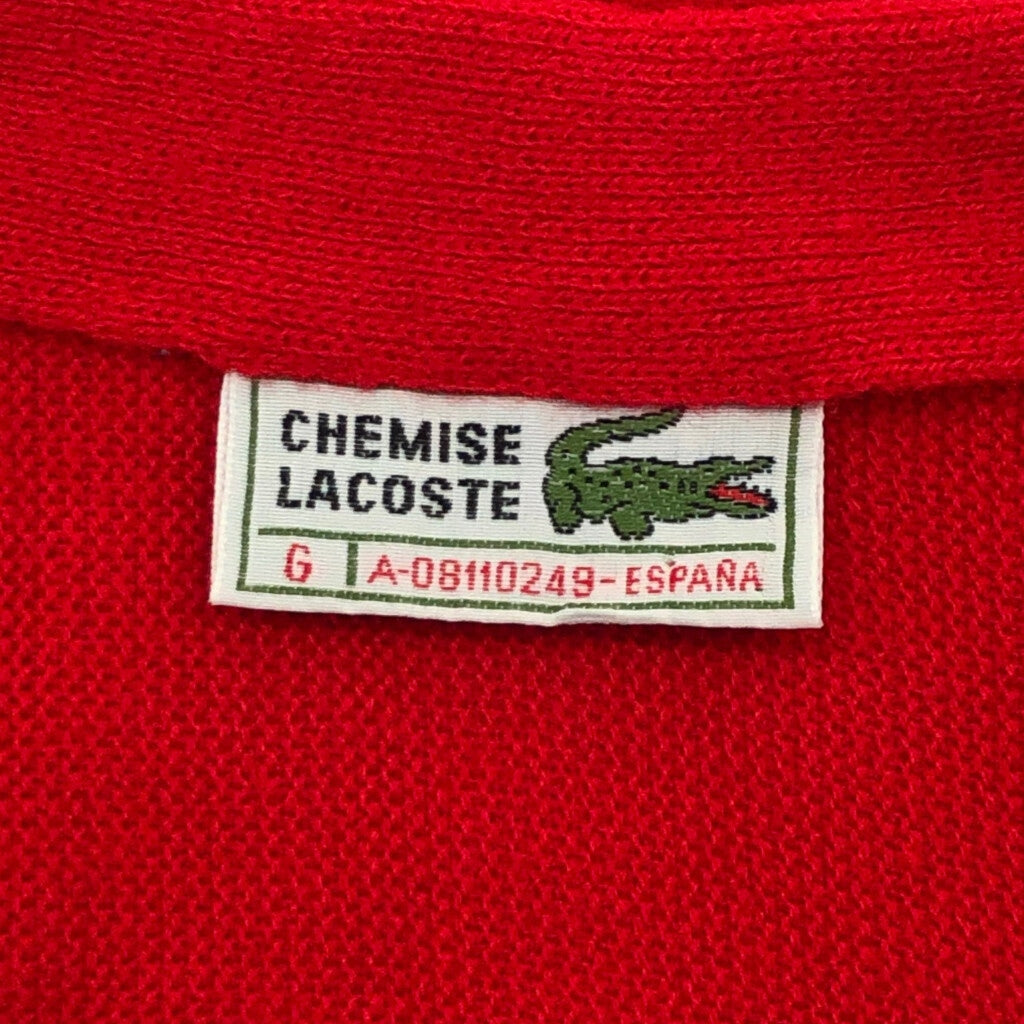 CHEMISE
LACOSTE
G A-08110249-ESPAÑA